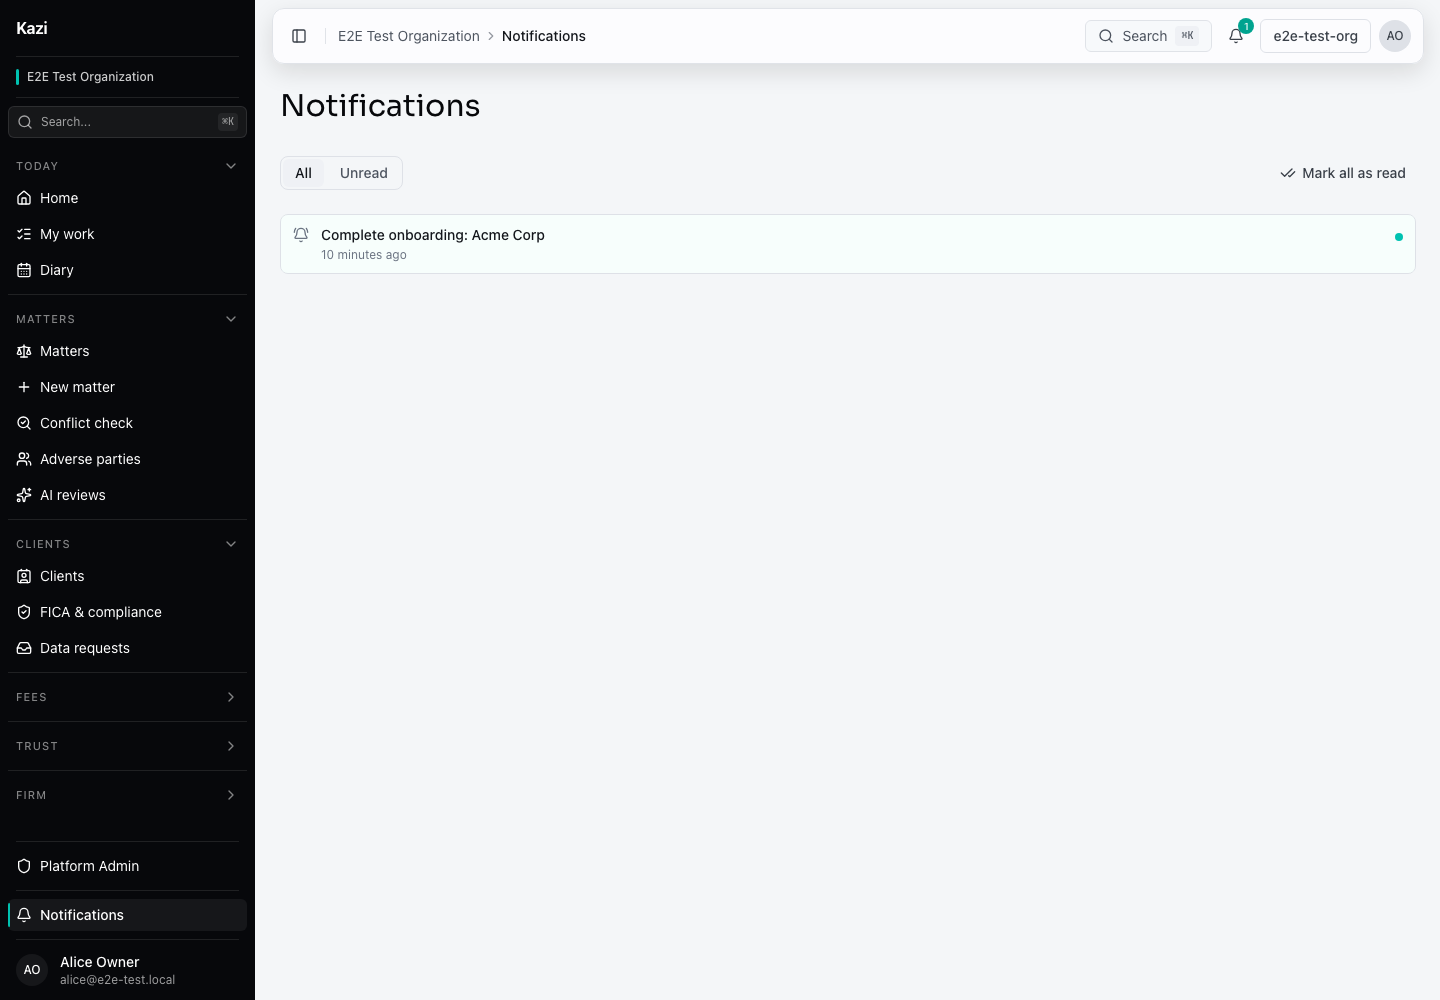 Kazi
E2E Test Organization
Search...
⌘K
TODAY
Home
My work
Diary
MATTERS
Matters
New matter
Conflict check
Adverse parties
AI reviews
CLIENTS
Clients
FICA & compliance
Data requests
FEES
TRUST
FIRM
Platform Admin
Notifications
AO
Alice Owner
alice@e2e-test.local
E2E Test Organization
Notifications
Search ⌘K
1
e2e-test-org
AO
Notifications
All
Unread
Mark all as read
Complete onboarding: Acme Corp
10 minutes ago